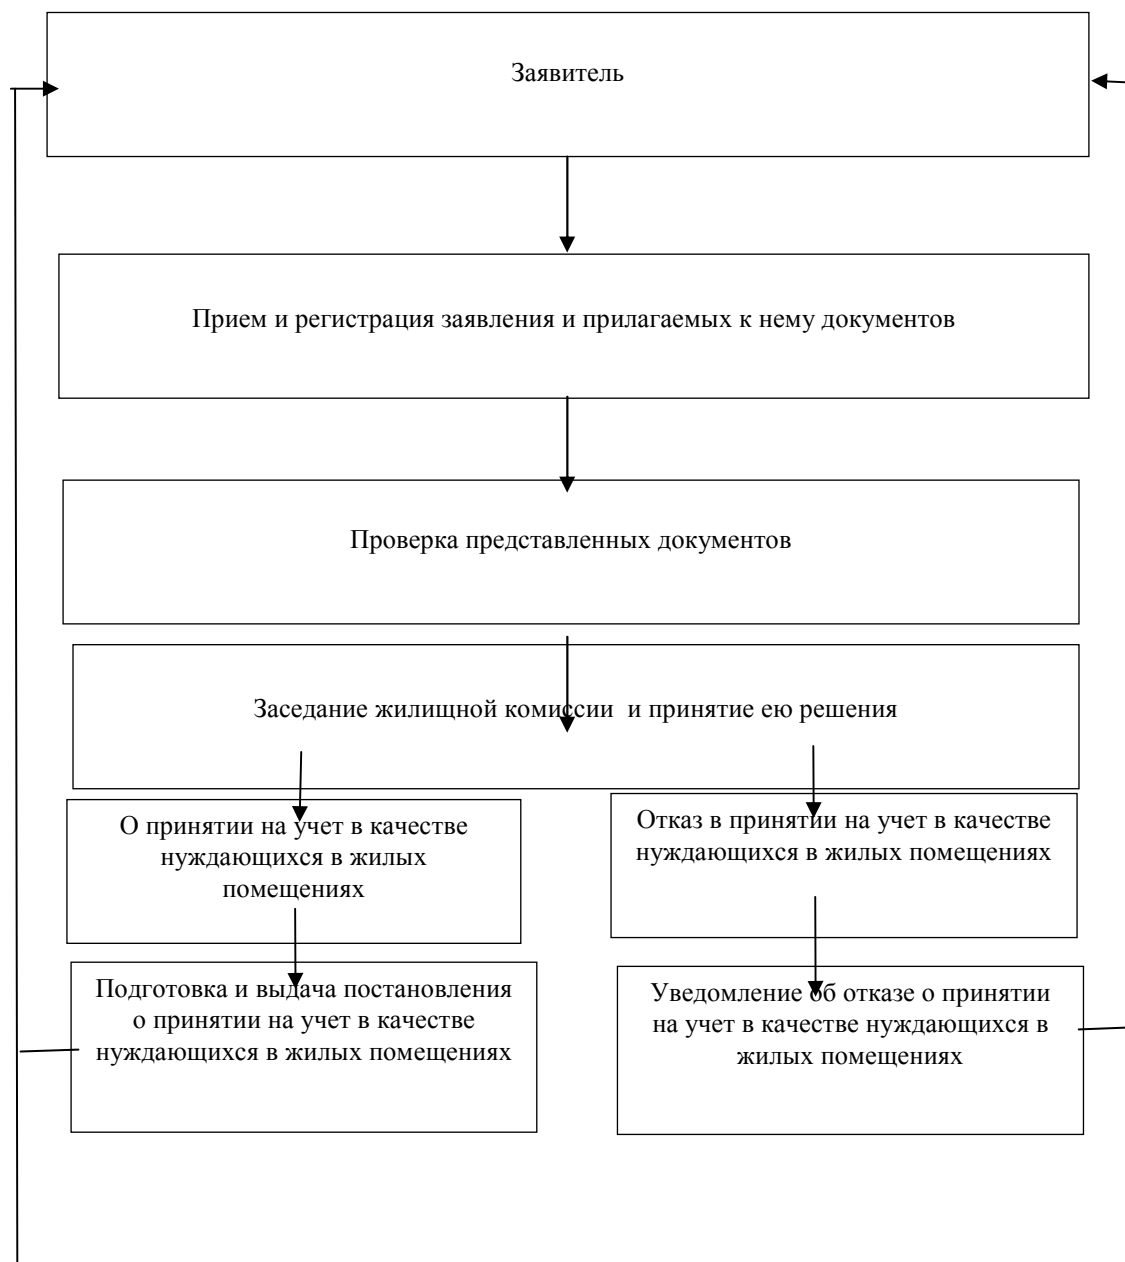 Заявитель
Прием и регистрация заявления и прилагаемых к нему документов
Проверка представленных документов
Заседание жилищной комиссии и принятие ею решения
О принятии на учет в качестве
нуждающихся в жилых
помещениях
Отказ в принятии на учет в качестве
нуждающихся в жилых помещениях
Подготовка и выдача постановления
о принятии на учет в качестве
нуждающихся в жилых помещениях
Уведомление об отказе о принятии
на учет в качестве нуждающихся в
жилых помещениях